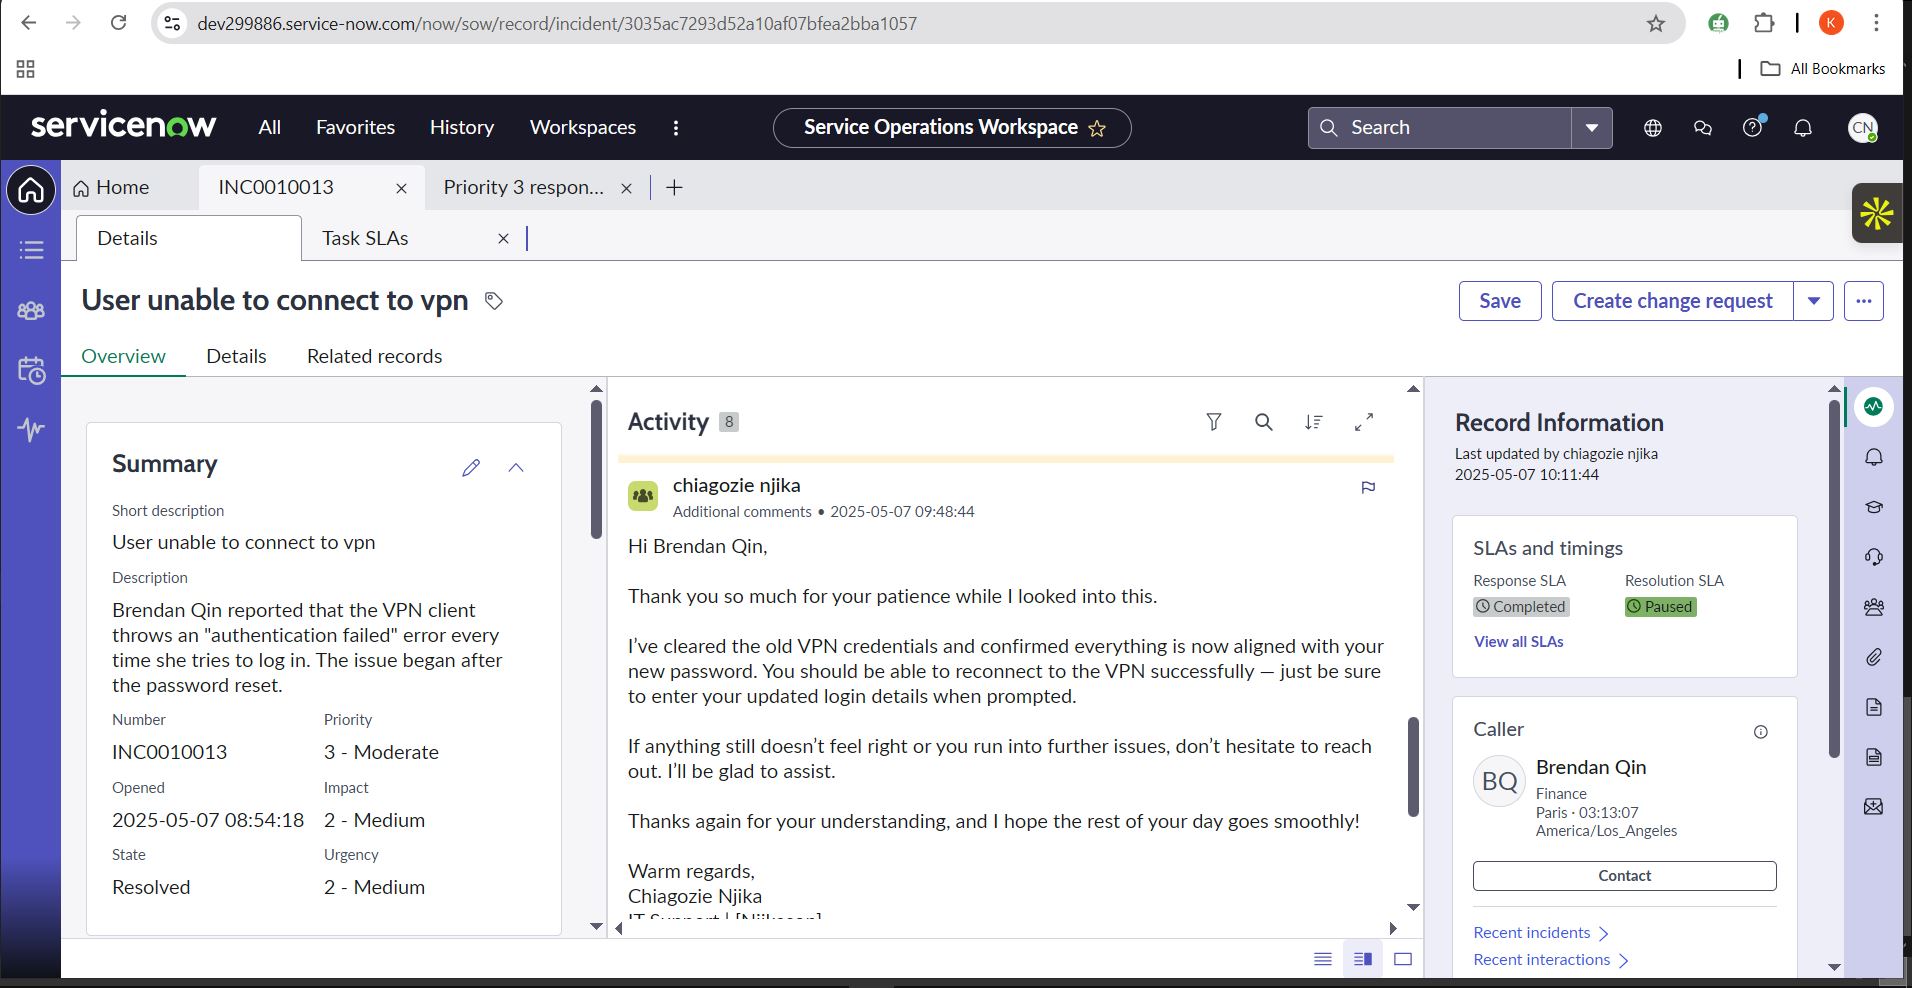 dev299886.service-now.com/now/sow/record/incident/3035ac7293d52a10af07bfea2bba1057
K
All Bookmarks
servicenow
All
Favorites
History
Workspaces
Service Operations Workspace
Search
CN
Home
INC0010013
Priority 3 respon...
Details
Task SLAs
User unable to connect to vpn
Save
Create change request
Overview
Details
Related records
Summary
Short description
User unable to connect to vpn
Description
Brendan Qin reported that the VPN client
throws an "authentication failed" error every
time she tries to log in. The issue began after
the password reset.
Number
Priority
INC0010013
3 - Moderate
Opened
Impact
2025-05-07 08:54:18
2 - Medium
State
Urgency
Resolved
2 - Medium
Activity 8
chiagozie njika
Additional comments • 2025-05-07 09:48:44
Hi Brendan Qin,
Thank you so much for your patience while I looked into this.
I’ve cleared the old VPN credentials and confirmed everything is now aligned with your
new password. You should be able to reconnect to the VPN successfully — just be sure
to enter your updated login details when prompted.
If anything still doesn’t feel right or you run into further issues, don’t hesitate to reach
out. I’ll be glad to assist.
Thanks again for your understanding, and I hope the rest of your day goes smoothly!
Warm regards,
Chiagozie Njika
IT Support |
Record Information
Last updated by chiagozie njika
2025-05-07 10:11:44
SLAs and timings
Response SLA
Resolution SLA
Completed
Paused
View all SLAs
Caller
BQ
Brendan Qin
Finance
Paris · 03:13:07
America/Los_Angeles
Contact
Recent incidents
Recent interactions